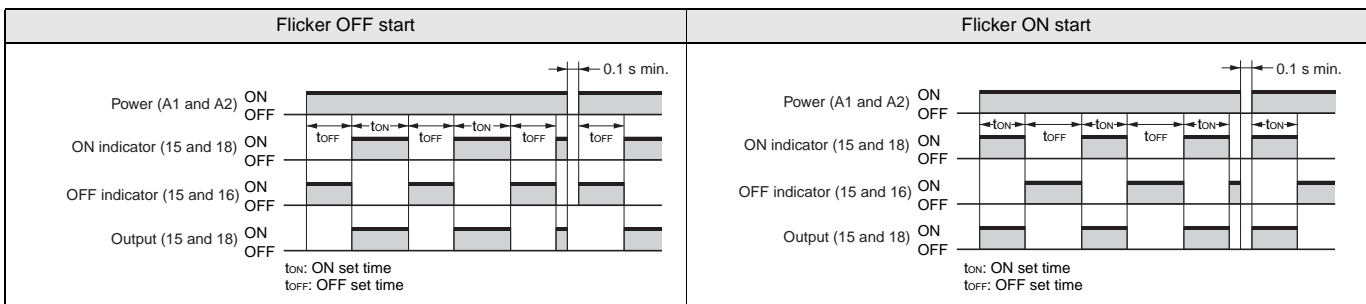 Flicker OFF start
0.1 s min.
Power (A1 and A2) ON
OFF
tOFF tON tOFF tON tOFF tOFF
ON indicator (15 and 18) ON
OFF
OFF indicator (15 and 16) ON
OFF
Output (15 and 18) ON
OFF
tON: ON set time
tOFF: OFF set time
Flicker ON start
0.1 s min.
Power (A1 and A2) ON
OFF
tON tOFF tON tOFF tON tON
ON indicator (15 and 18) ON
OFF
OFF indicator (15 and 16) ON
OFF
Output (15 and 18) ON
OFF
tON: ON set time
tOFF: OFF set time